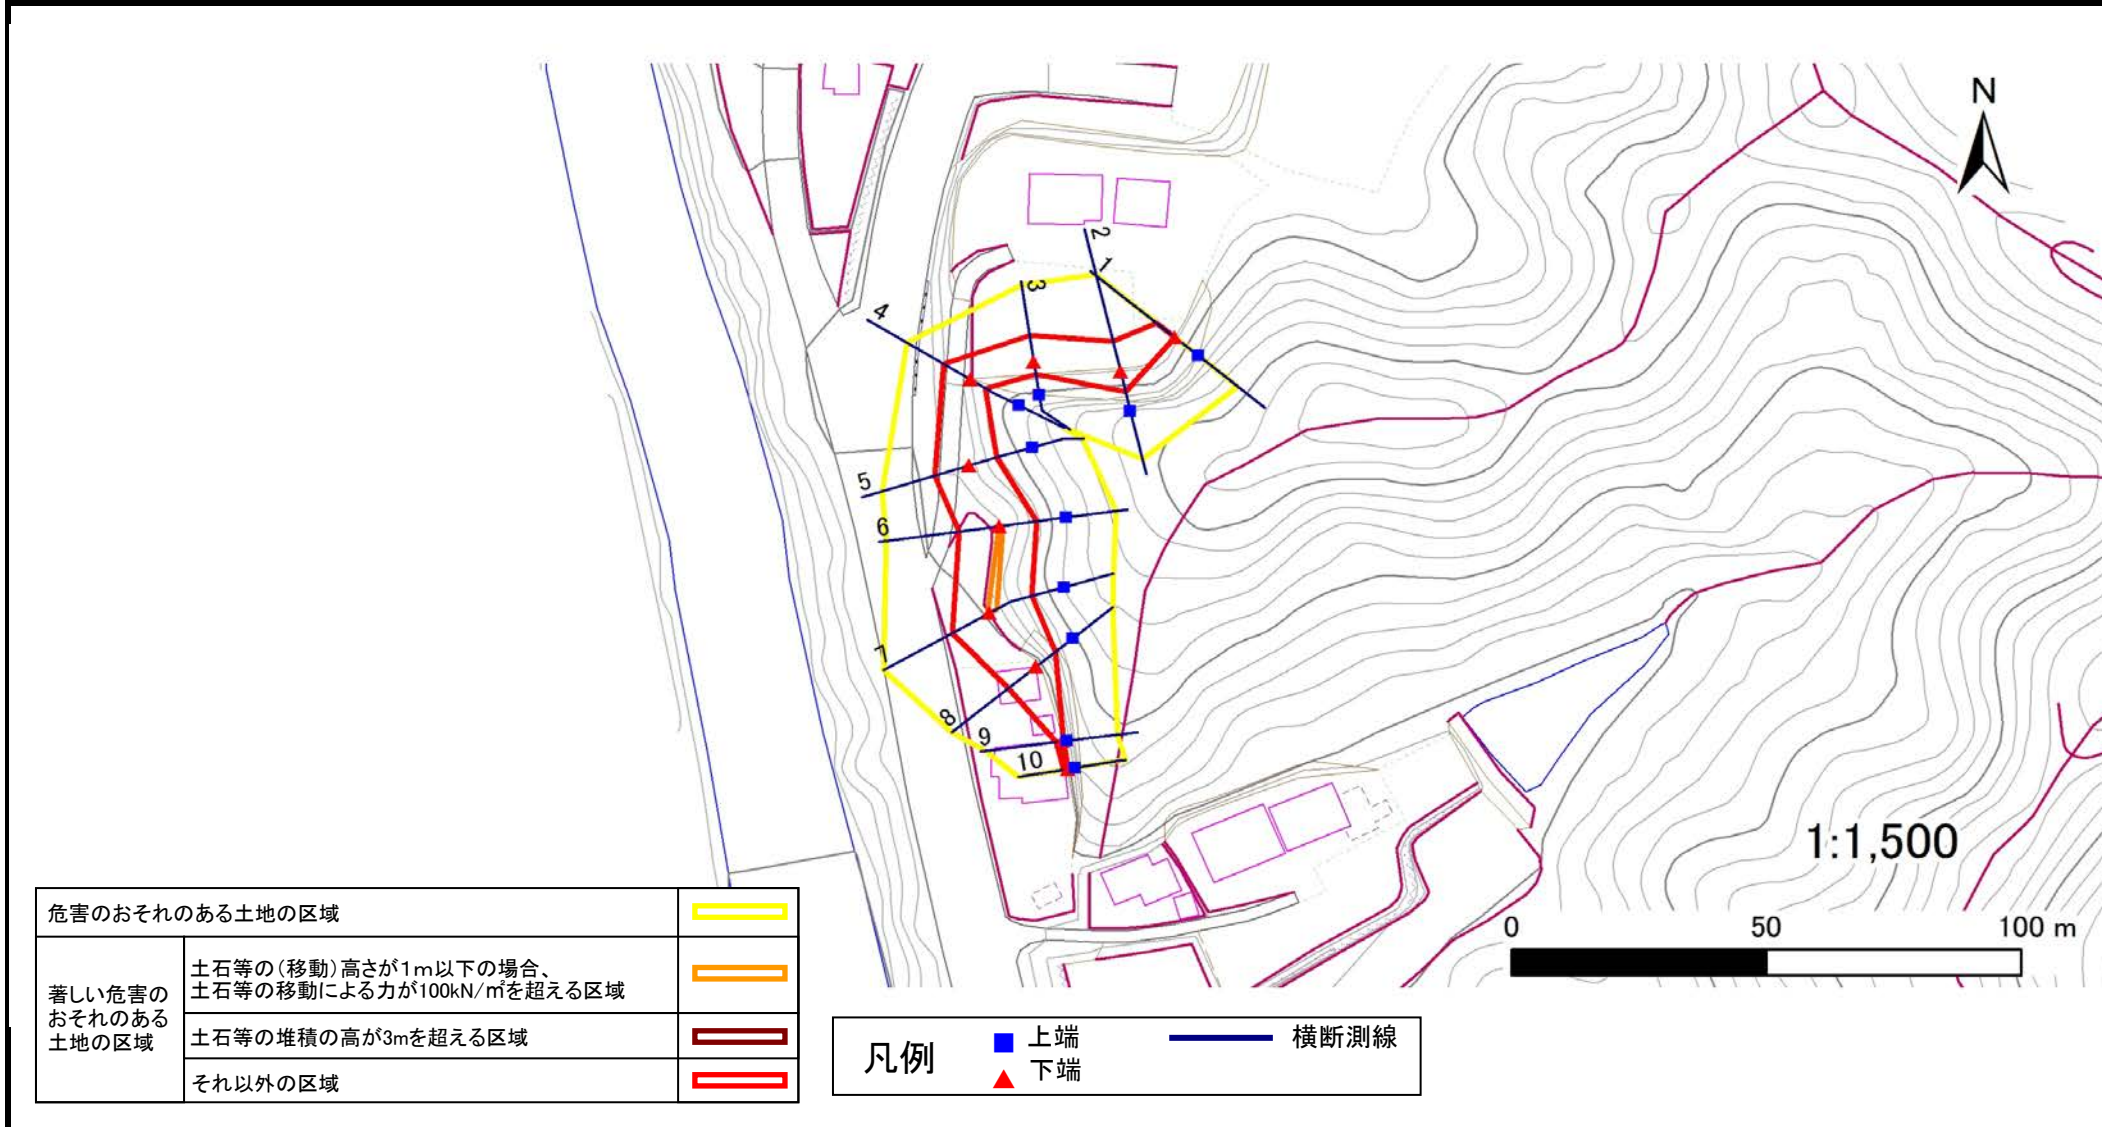 N
2
1
3
4
5
6
7
8
9
10
1:1,500
0 50 100 m
危害のおそれのある土地の区域
著しい危害の
おそれのある
土地の区域
土石等の(移動)高さが1m以下の場合、
土石等の移動による力が100kN/㎡を超える区域
土石等の堆積の高が3mを超える区域
それ以外の区域
凡例
上端
下端
横断測線